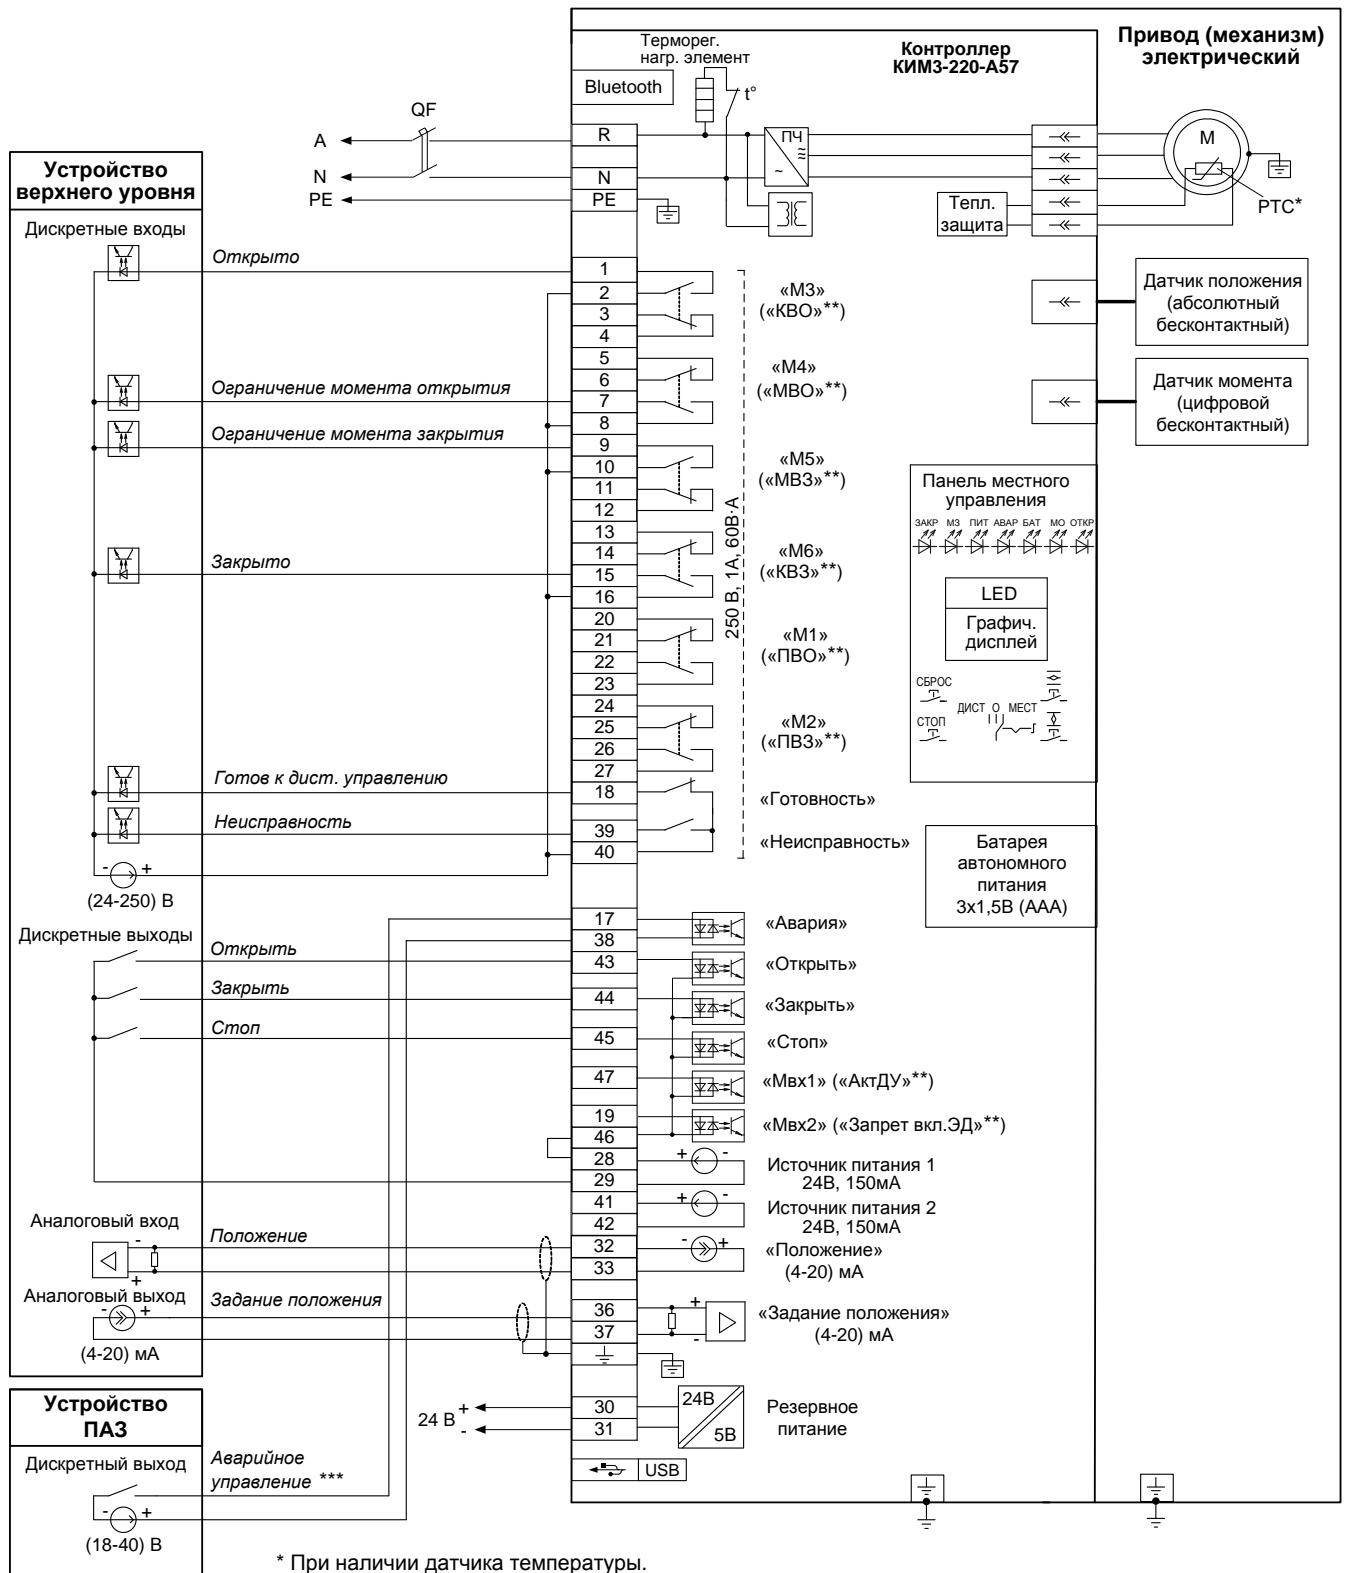 Привод (механизм)
электрический
Контроллер
КИМ3-220-А57
Терморег.
нагр. элемент
Bluetooth
t°
QF
A
N
PE
R
N
PE
ПЧ
≈
~
Тепл.
защита
M
РТС*
Устройство
верхнего уровня
Дискретные входы
Открыто
Ограничение момента открытия
Ограничение момента закрытия
Закрыто
Готов к дист. управлению
Неисправность
- +
(24-250) В
1
2
3
4
5
6
7
8
9
10
11
12
13
14
15
16
20
21
22
23
24
25
26
27
18
39
40
250 В, 1А, 60В·А
«М3»
(«КВО»**)
«М4»
(«МВО»**)
«М5»
(«МВЗ»**)
«М6»
(«КВЗ»**)
«М1»
(«ПВО»**)
«М2»
(«ПВЗ»**)
«Готовность»
«Неисправность»
Датчик положения
(абсолютный
бесконтактный)
Датчик момента
(цифровой
бесконтактный)
Панель местного
управления
ЗАКР МЗ ПИТ АВАР БАТ МО ОТКР
LED
Графич.
дисплей
СБРОС
СТОП
ДИСТ О МЕСТ
Батарея
автономного
питания
3х1,5В (ААА)
Дискретные выходы
Открыть
Закрыть
Стоп
17
38
43
44
45
47
19
46
28
29
41
42
32
33
36
37
30
31
«Авария»
«Открыть»
«Закрыть»
«Стоп»
«Мвх1» («АктДУ»**)
«Мвх2» («Запрет вкл.ЭД»**)
+ -
Источник питания 1
24В, 150мА
+ -
Источник питания 2
24В, 150мА
- +
«Положение»
(4-20) мА
+
-
«Задание положения»
(4-20) мА
Аналоговый вход
-
+
Положение
Аналоговый выход
- +
Задание положения
(4-20) мА
24 В
+
-
24В
5В
Резервное
питание
USB
Устройство
ПАЗ
Дискретный выход
Аварийное
управление ***
- +
(18-40) В
* При наличии датчика температуры.